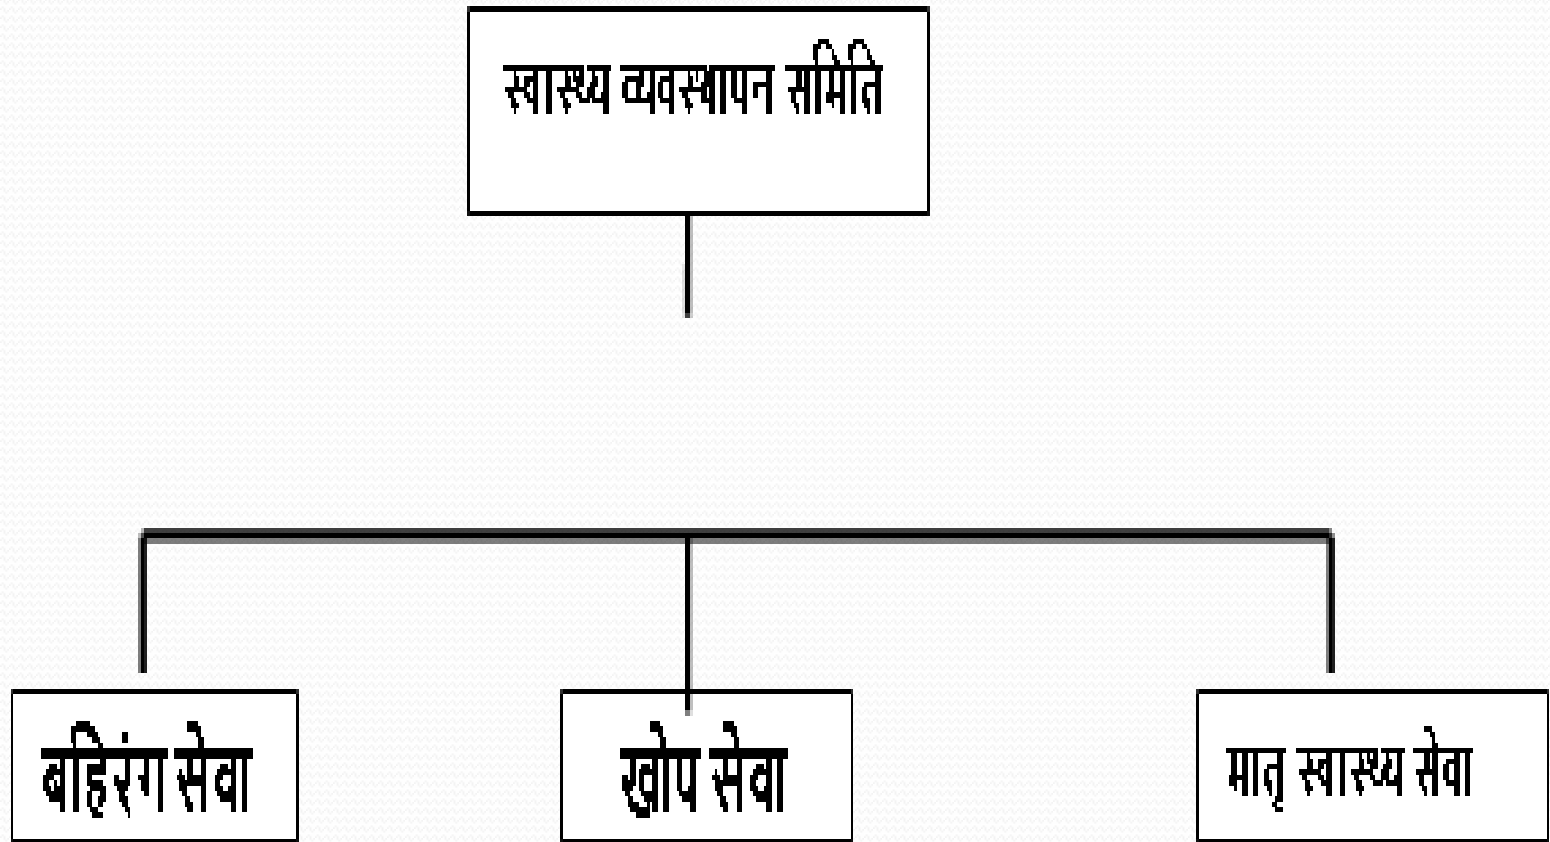 स्वास्थ्य व्यवस्थापन समिति
बहिरंग सेवा
खोप सेवा
मातृ स्वास्थ्य सेवा